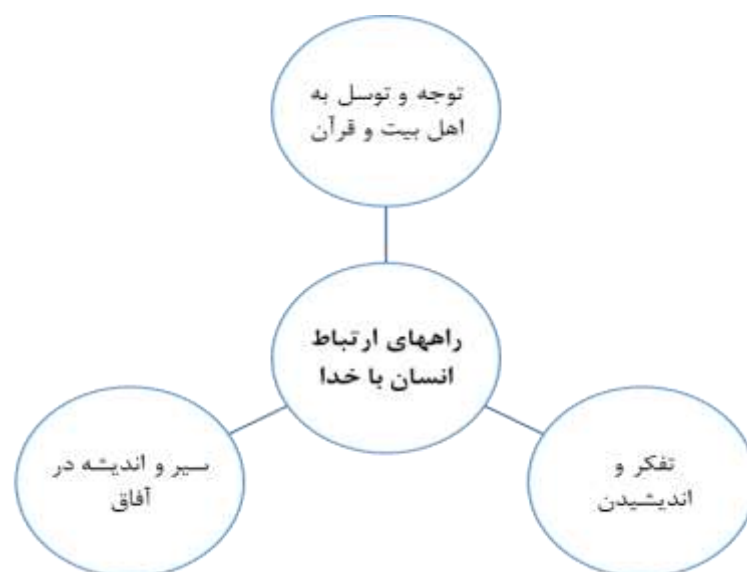 توجه و توسل به
اهل بیت و قرآن
راههای ارتباط
انسان با خدا
تفکر و
اندیشیدن
سیر و اندیشه در
آفاق